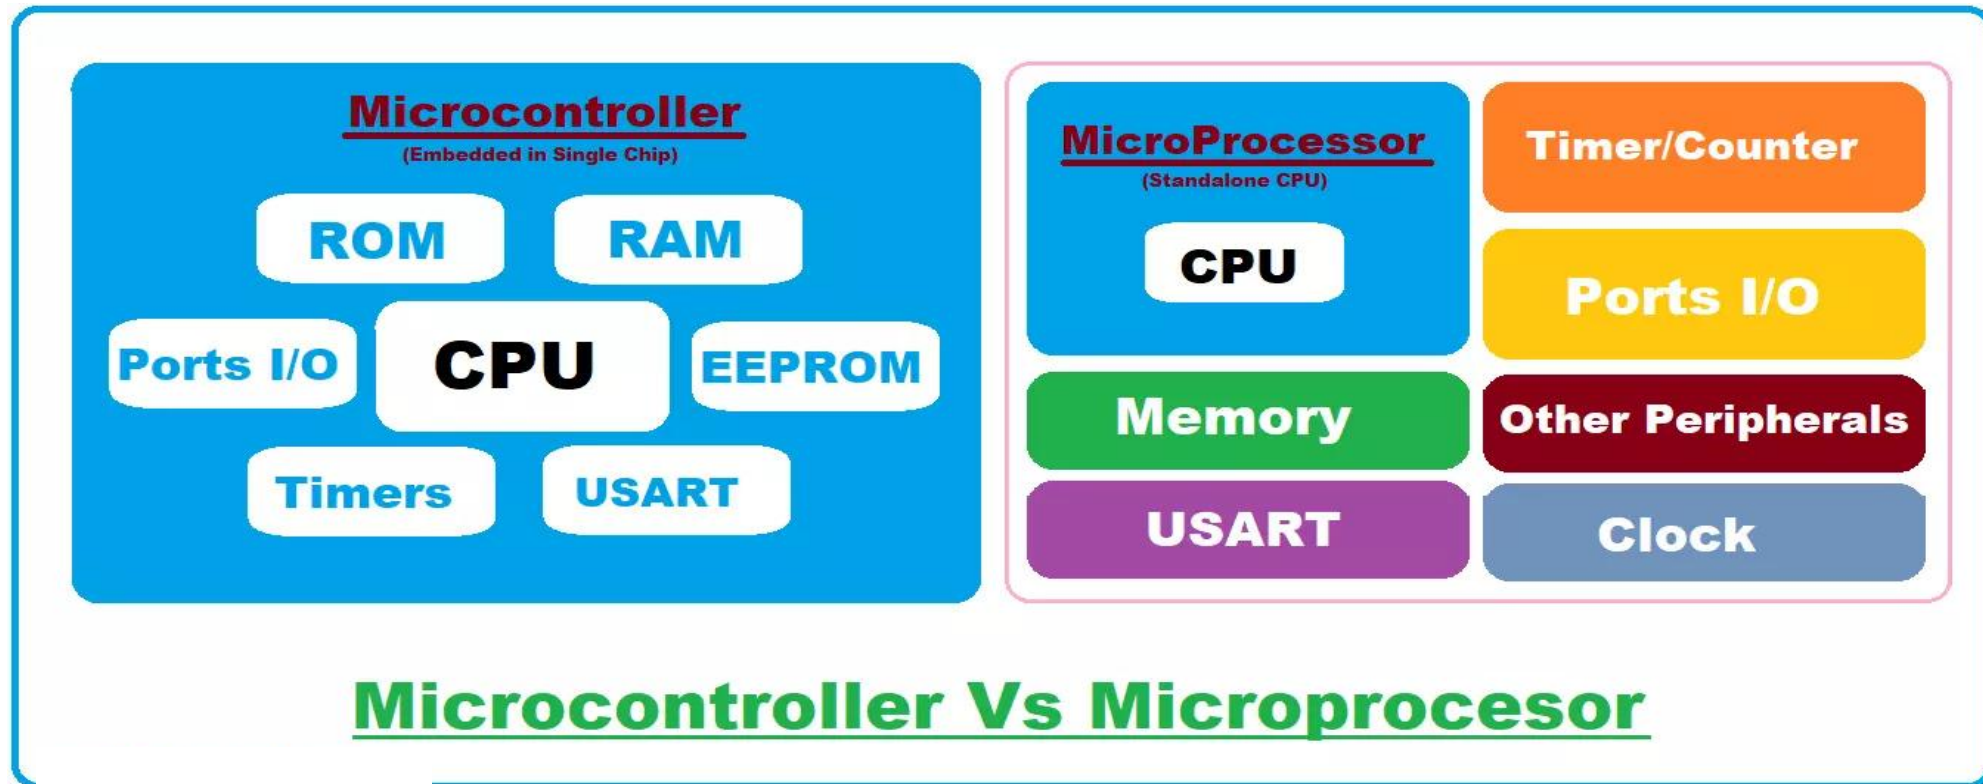 Microcontroller
(Embedded in Single Chip)
ROM
RAM
Ports I/O
CPU
EEPROM
Timers
USART
MicroProcessor
(Standalone CPU)
CPU
Timer/Counter
Ports I/O
Memory
Other Peripherals
USART
Clock
Microcontroller Vs Microprocesor